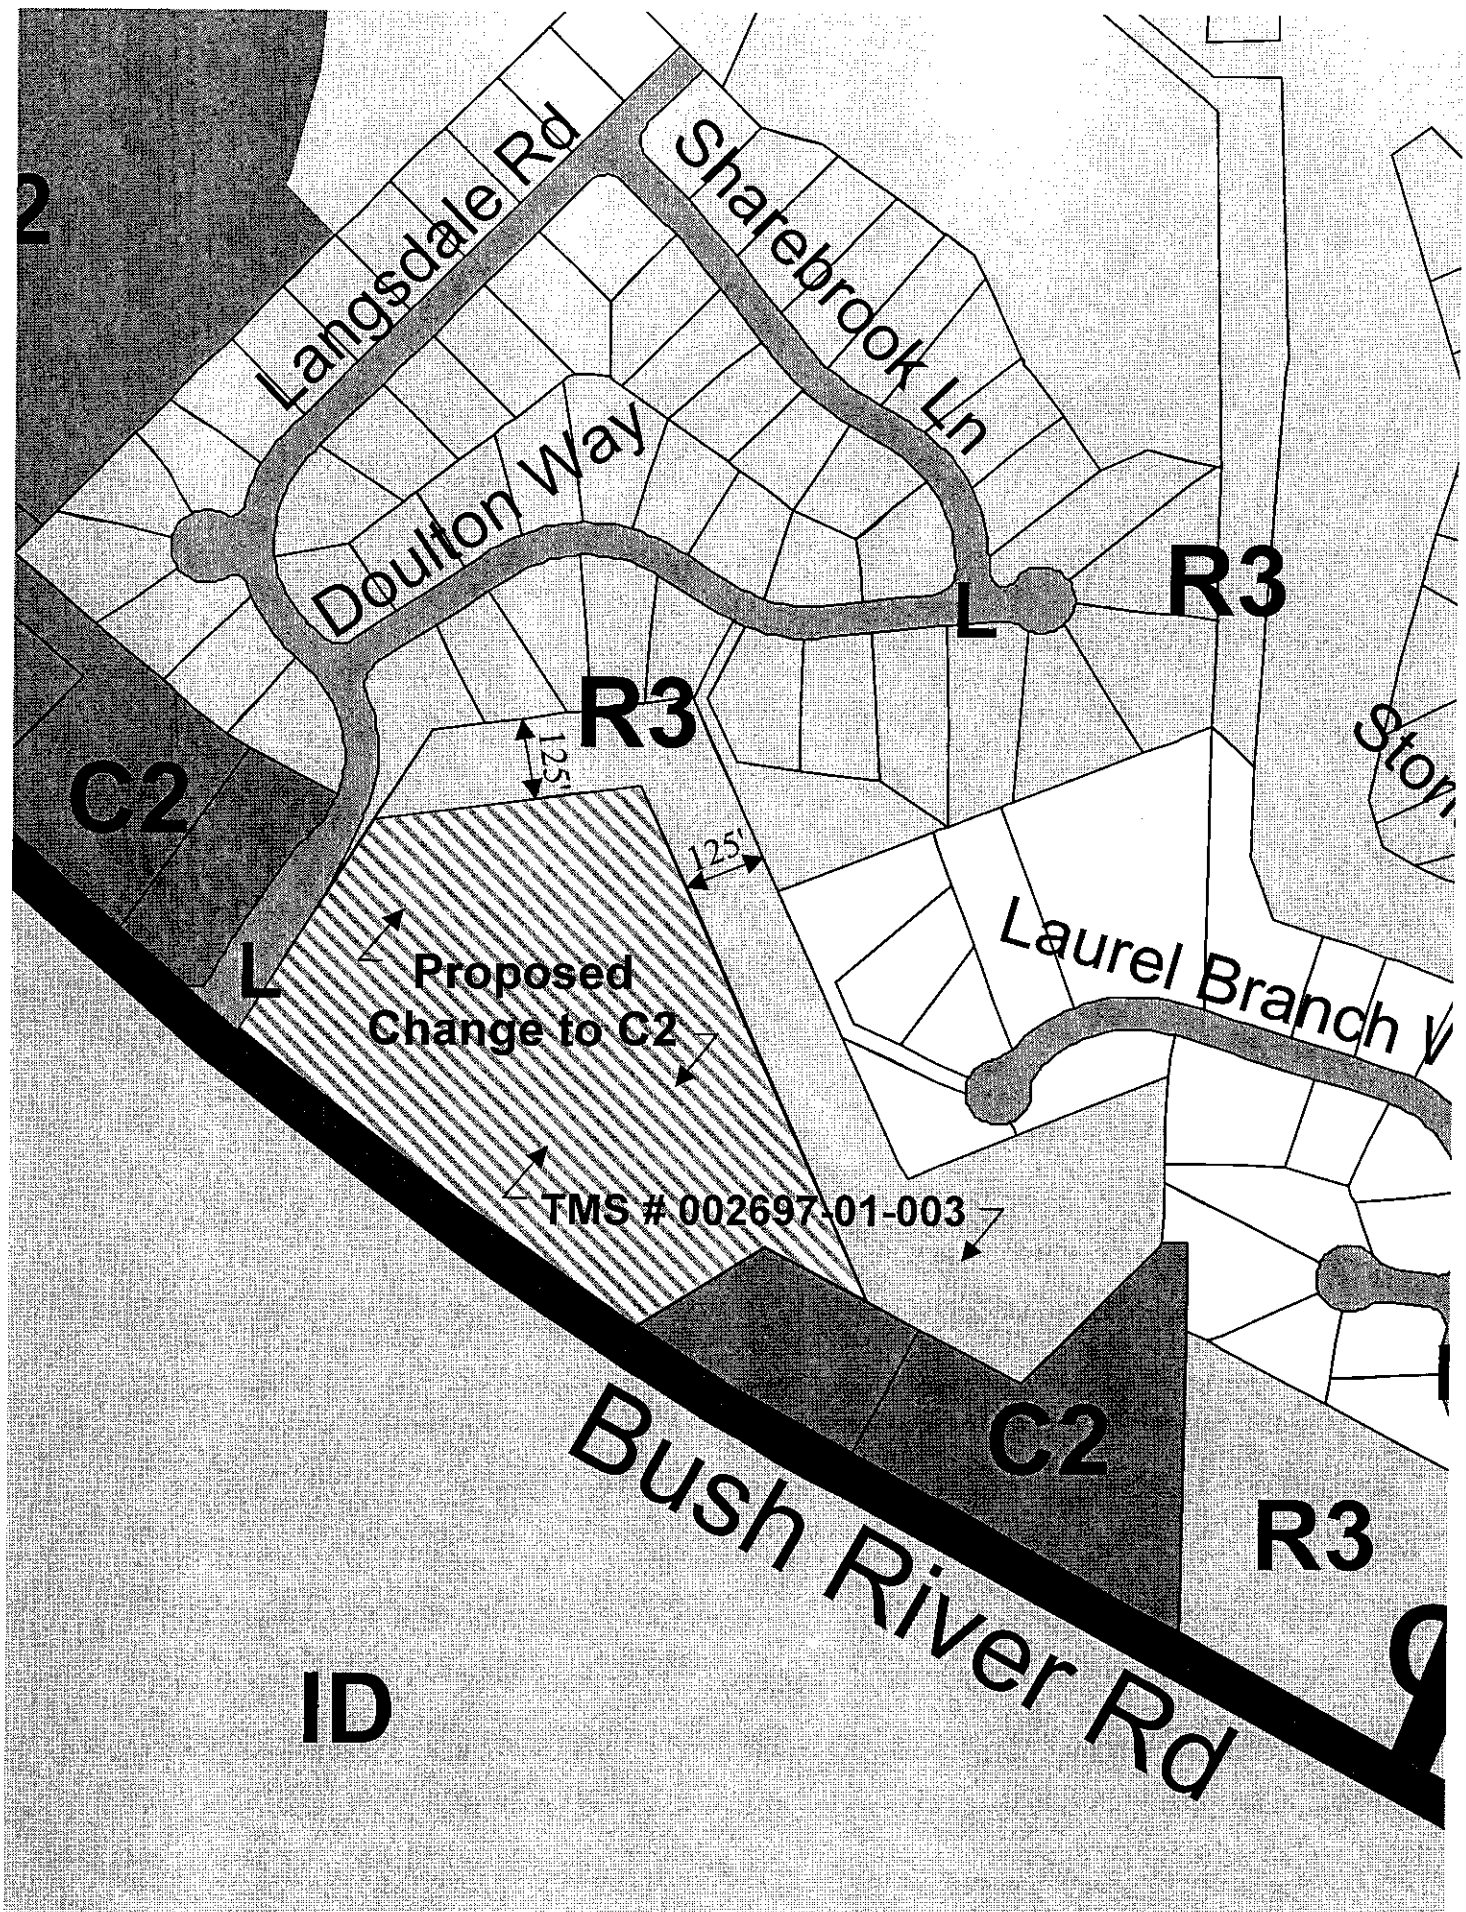 Langsdale Rd
Sharebrook Ln
2
Doulton Way
R3
L
R3
C2
125'
125'
Laurel Branch
L
Proposed
Change to C2
TMS # 002697-01-003
C2
Bush River Rd
R3
ID